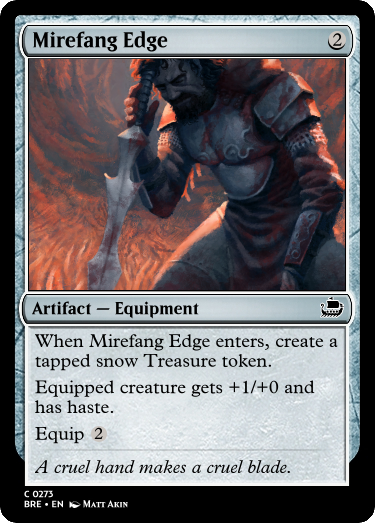 Mirefang Edge 2
Artifact — Equipment
When Mirefang Edge enters, create a
tapped snow Treasure token.
Equipped creature gets +1/+0 and
has haste.
Equip 2
A cruel hand makes a cruel blade.
C 0273
BRE • EN Matt Akin